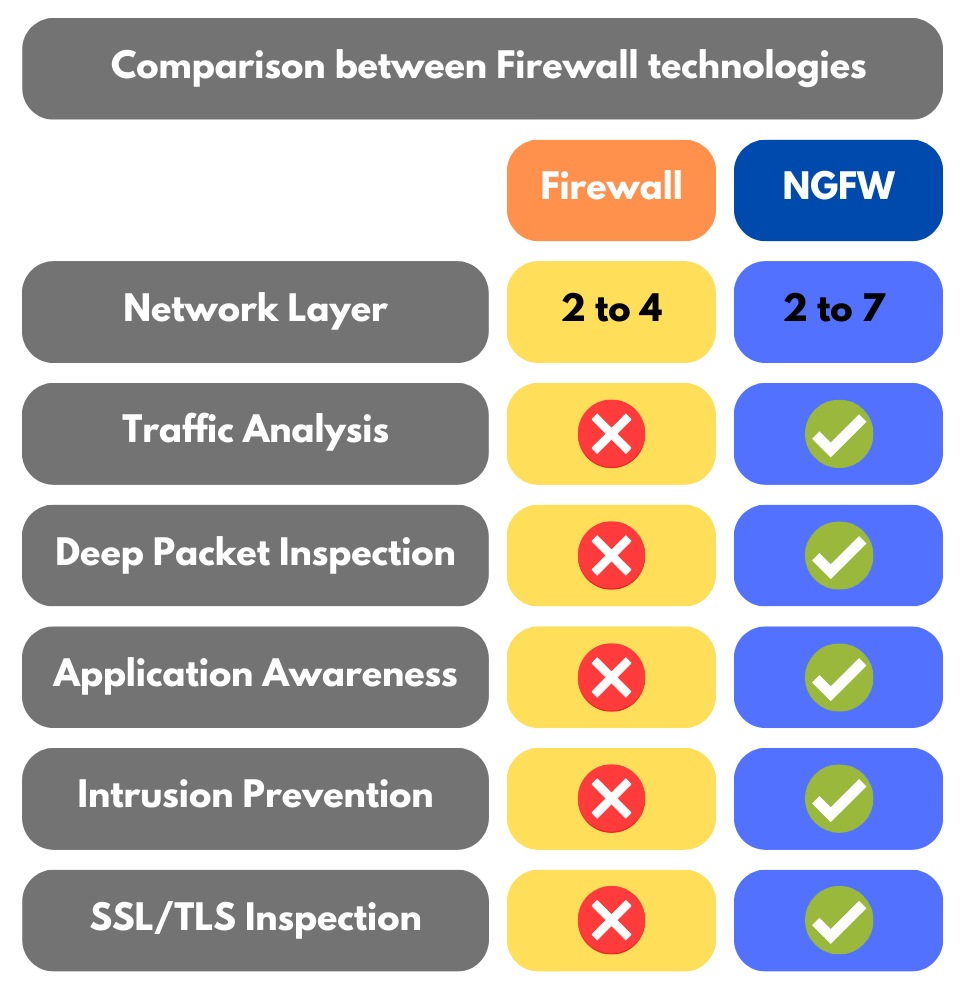 Comparison between Firewall technologies
Firewall NGFW
Network Layer 2 to 4 2 to 7
Traffic Analysis
Deep Packet Inspection
Application Awareness
Intrusion Prevention
SSL/TLS Inspection